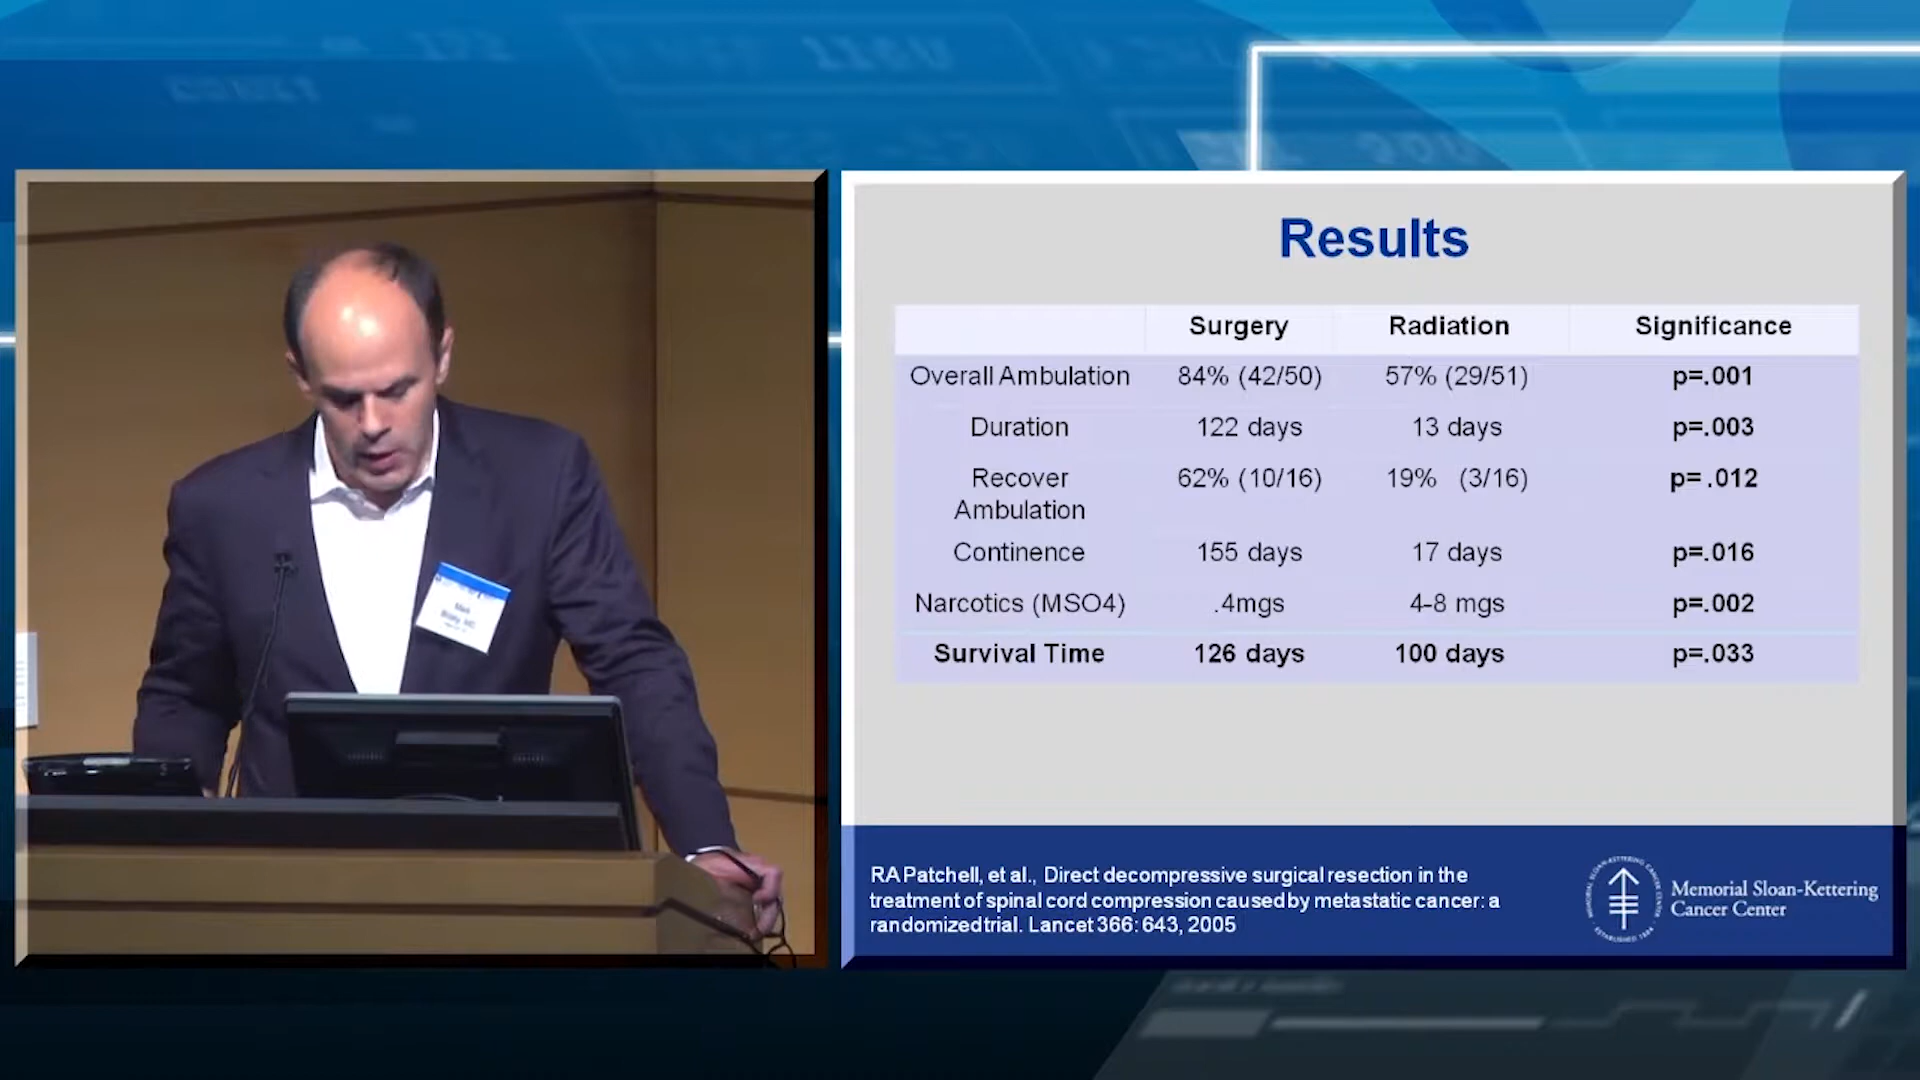 Results
Surgery Radiation Significance
Overall Ambulation 84% (42/50) 57% (29/51) p=.001
Duration 122 days 13 days p=.003
Recover Ambulation 62% (10/16) 19% (3/16) p= .012
Continence 155 days 17 days p=.016
Narcotics (MSO4) .4mgs 4-8 mgs p=.002
Survival Time 126 days 100 days p=.033
RA Patchell, et al., Direct decompressive surgical resection in the
treatment of spinal cord compression caused by metastatic cancer: a
randomized trial. Lancet 366: 643, 2005
Memorial Sloan-Kettering
Cancer Center